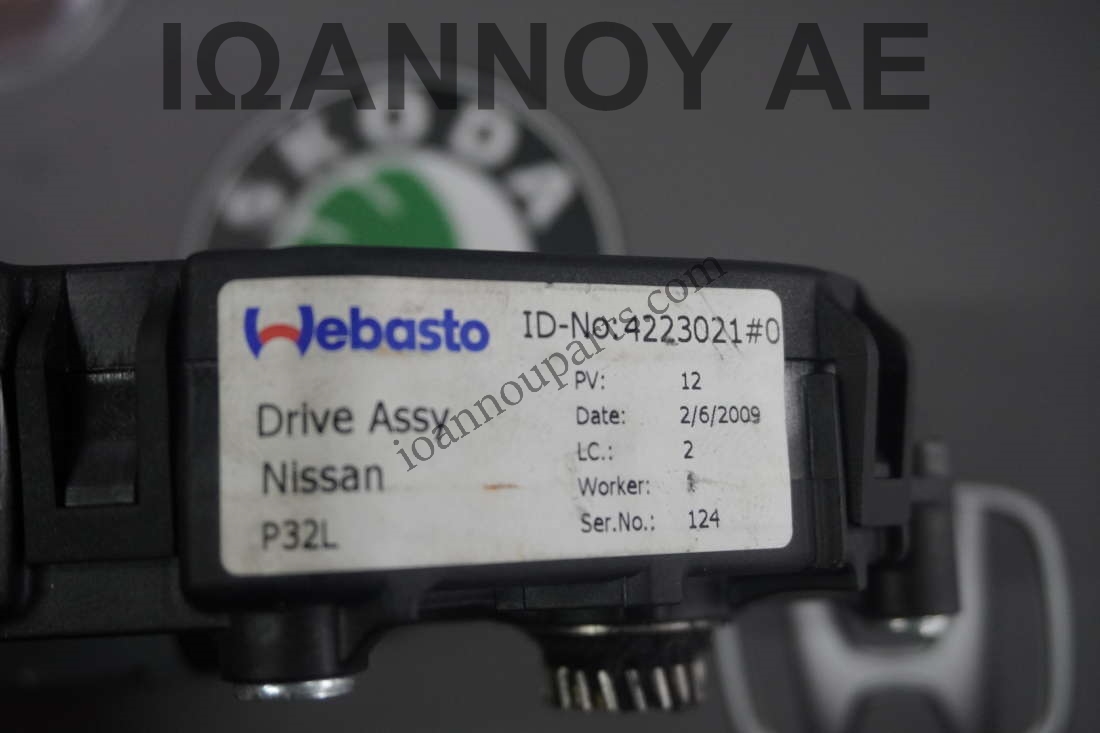 ΙΩΑΝΝΟΥ ΑΕ
SKODA
Webasto
ID-No:4223021#0
PV: 12
Drive Assy
Date: 2/6/2009
Nissan
LC.: 2
Worker:
P32L
Ser.No.: 124
ioannouparts.com